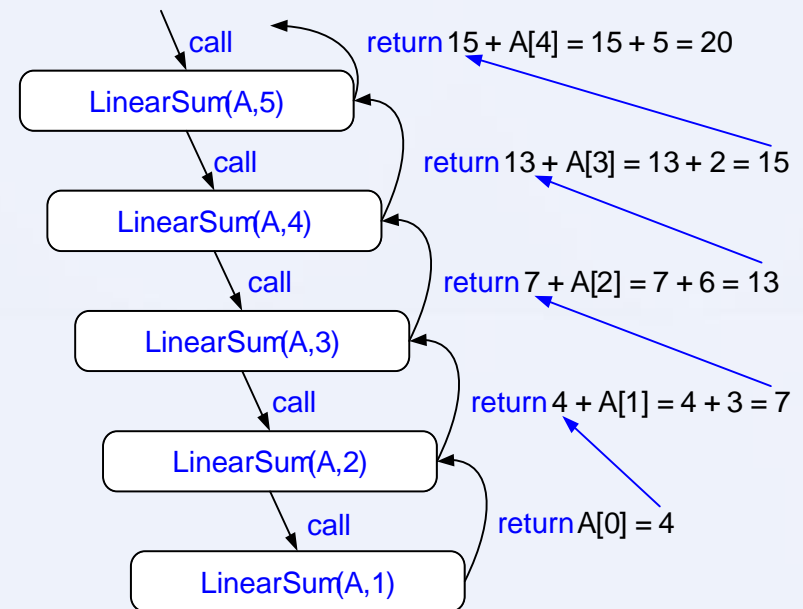 call return 15 + A[4] = 15 + 5 = 20
LinearSum(A,5)
call return 13 + A[3] = 13 + 2 = 15
LinearSum(A,4)
call return 7 + A[2] = 7 + 6 = 13
LinearSum(A,3)
call return 4 + A[1] = 4 + 3 = 7
LinearSum(A,2)
call return A[0] = 4
LinearSum(A,1)